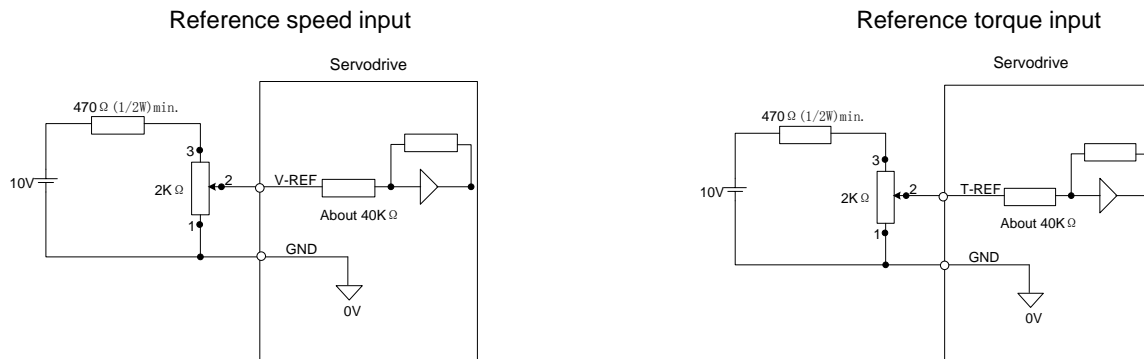 Reference speed input
Servodrive
470Ω(1/2W)min.
3
10V
2KΩ
2
V-REF
About 40KΩ
1
GND
0V
Reference torque input
Servodrive
470Ω(1/2W)min.
3
10V
2KΩ
2
T-REF
About 40KΩ
1
GND
0V